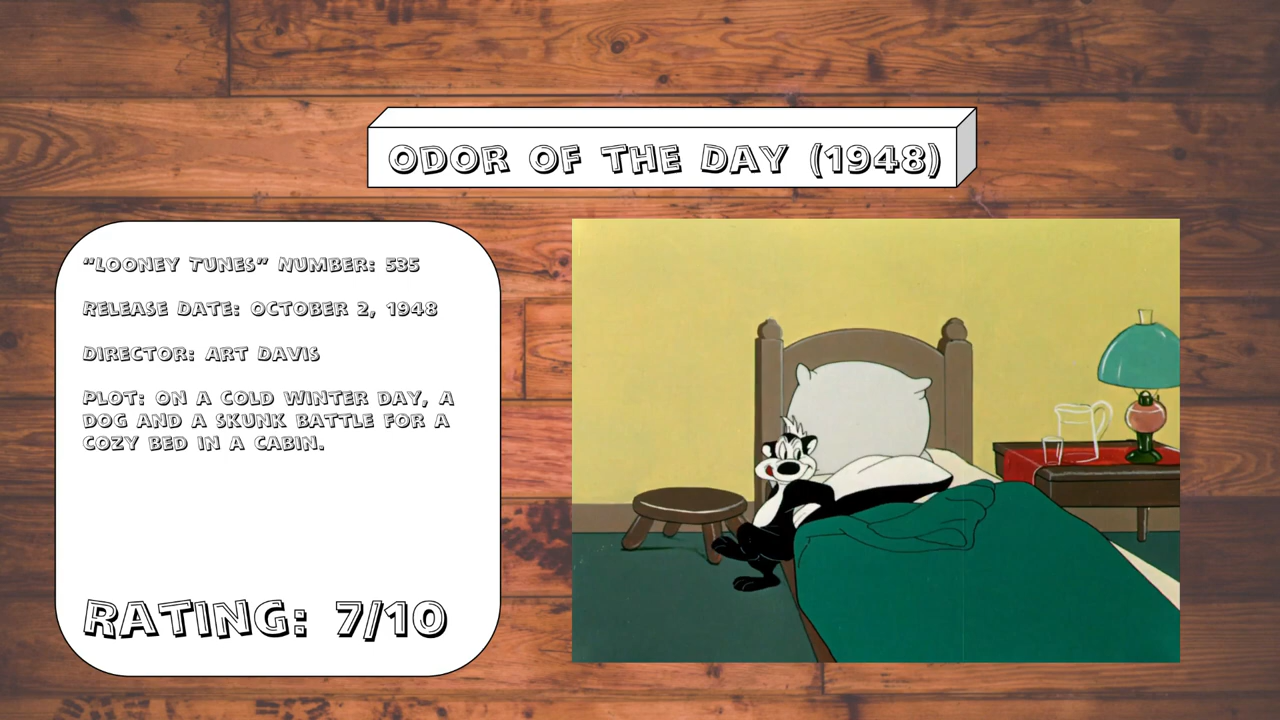 ODOR OF THE DAY (1948)
"LOONEY TUNES" NUMBER: 535
RELEASE DATE: OCTOBER 2, 1948
DIRECTOR: ART DAVIS
PLOT: ON A COLD WINTER DAY, A
DOG AND A SKUNK BATTLE FOR A
COZY BED IN A CABIN.
RATING: 7/10